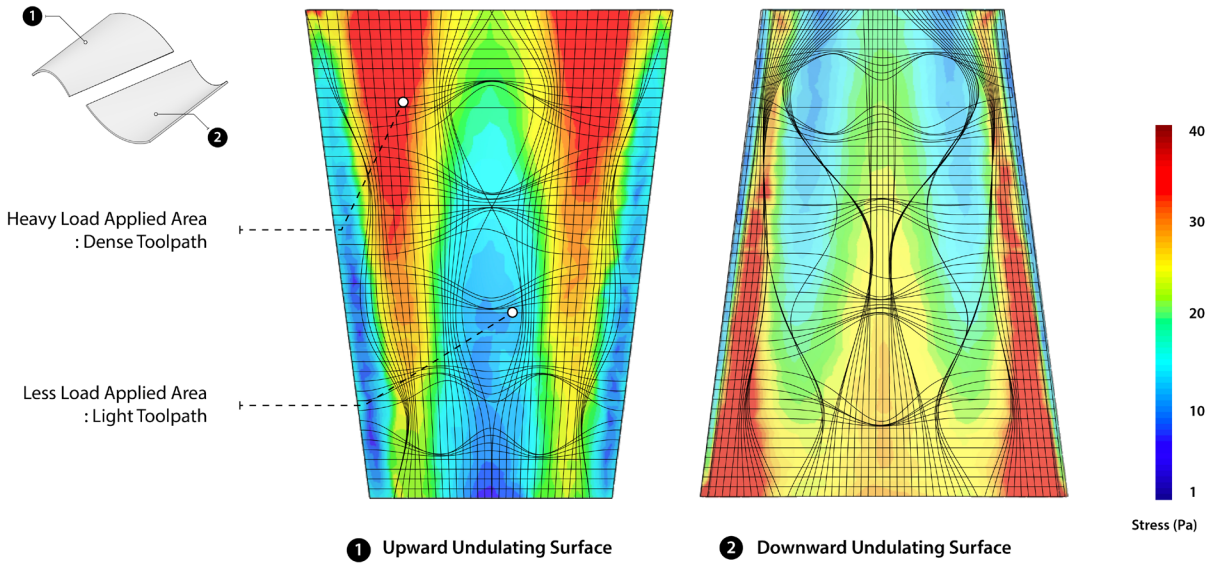 1
2
Heavy Load Applied Area
: Dense Toolpath
Less Load Applied Area
: Light Toolpath
40
30
20
10
1
Stress (Pa)
1 Upward Undulating Surface
2 Downward Undulating Surface